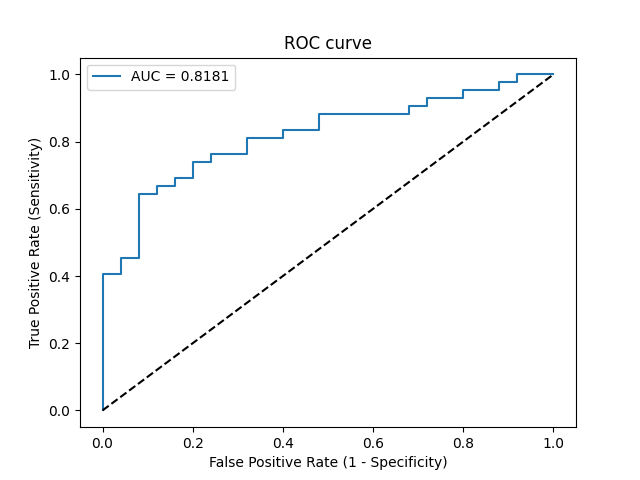 ROC curve
AUC = 0.8181
1.0
0.8
0.6
0.4
0.2
0.0
True Positive Rate (Sensitivity)
0.0 0.2 0.4 0.6 0.8 1.0
False Positive Rate (1 - Specificity)